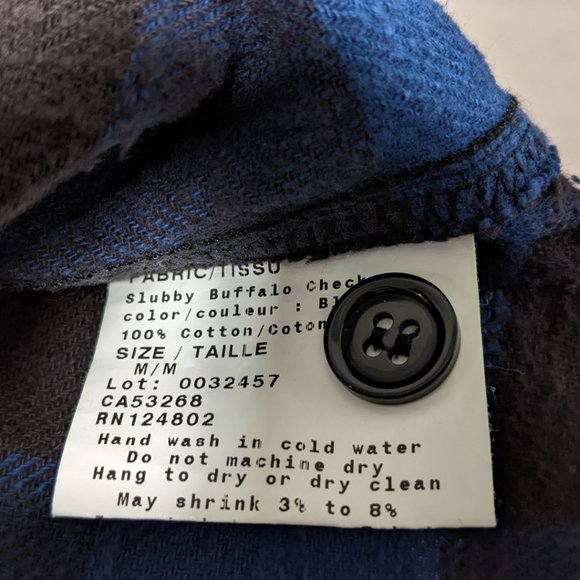 FABRIC/TISSU
Slubby Buffalo Check
color/couleur :
100% Cotton/Coton
SIZE / TAILLE
M/M
Lot: 0032457
CA53268
RN124802
Hand wash in cold water
Do not machine dry
Hang to dry or dry clean
May shrink 3% to 8%